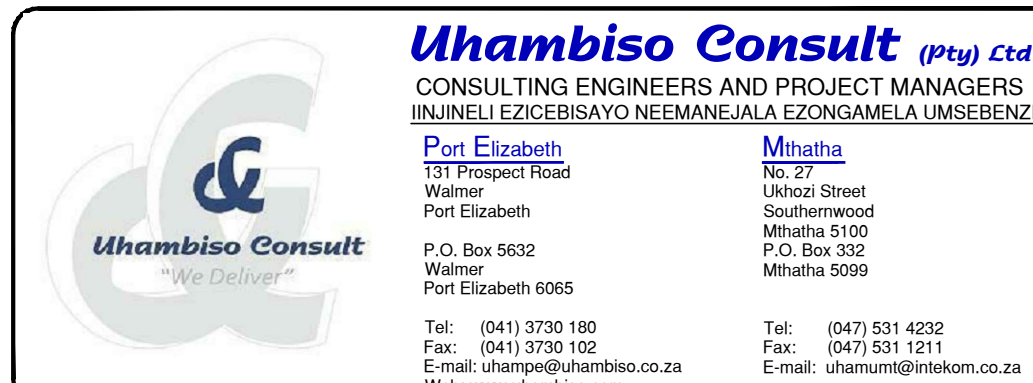 Uhambiso Consult (Pty) Ltd
CONSULTING ENGINEERS AND PROJECT MANAGERS
IINJINELI EZICEBISAYO NEEMANEJALA EZONGAMELA UMSEBENZI
Uhambiso Consult
"We Deliver"
Port Elizabeth
131 Prospect Road
Walmer
Port Elizabeth
P.O. Box 5632
Walmer
Port Elizabeth 6065
Tel: (041) 3730 180
Fax: (041) 3730 102
E-mail: uhampe@uhambiso.co.za
Mthatha
No. 27
Ukhozi Street
Southernwood
Mthatha 5100
P.O. Box 332
Mthatha 5099
Tel: (047) 531 4232
Fax: (047) 531 1211
E-mail: uhamumt@intekom.co.za